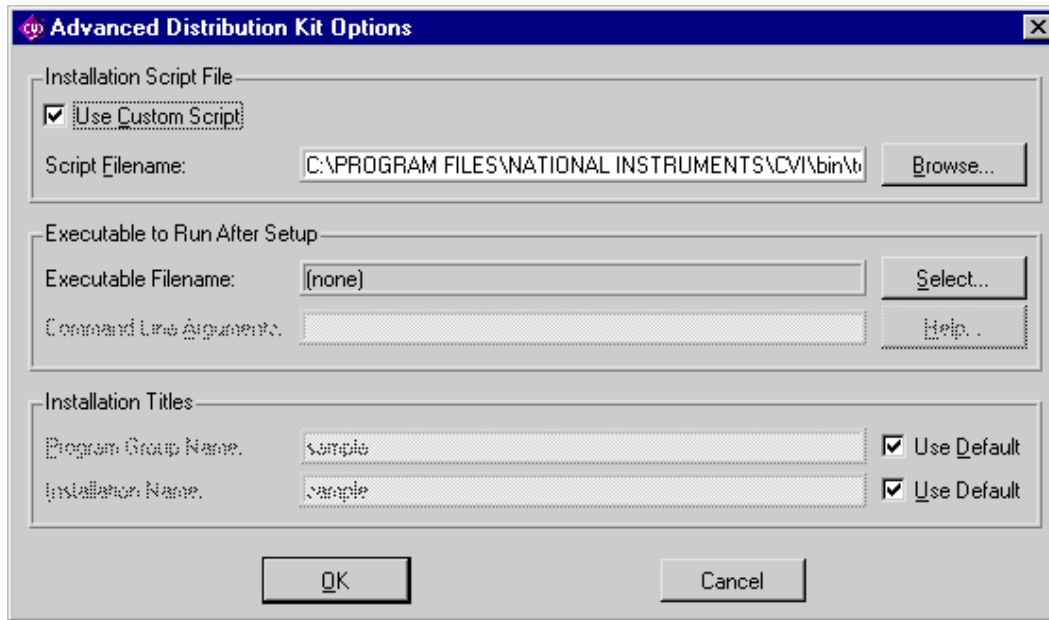 CVI Advanced Distribution Kit Options
Installation Script File
Use Custom Script
Script Filename: C:\PROGRAM FILES\NATIONAL INSTRUMENTS\CVI\bin\t Browse...
Executable to Run After Setup
Executable Filename: (none) Select...
Command Line Arguments: Help...
Installation Titles
Program Group Name: sample Use Default
Installation Name: sample Use Default
OK Cancel